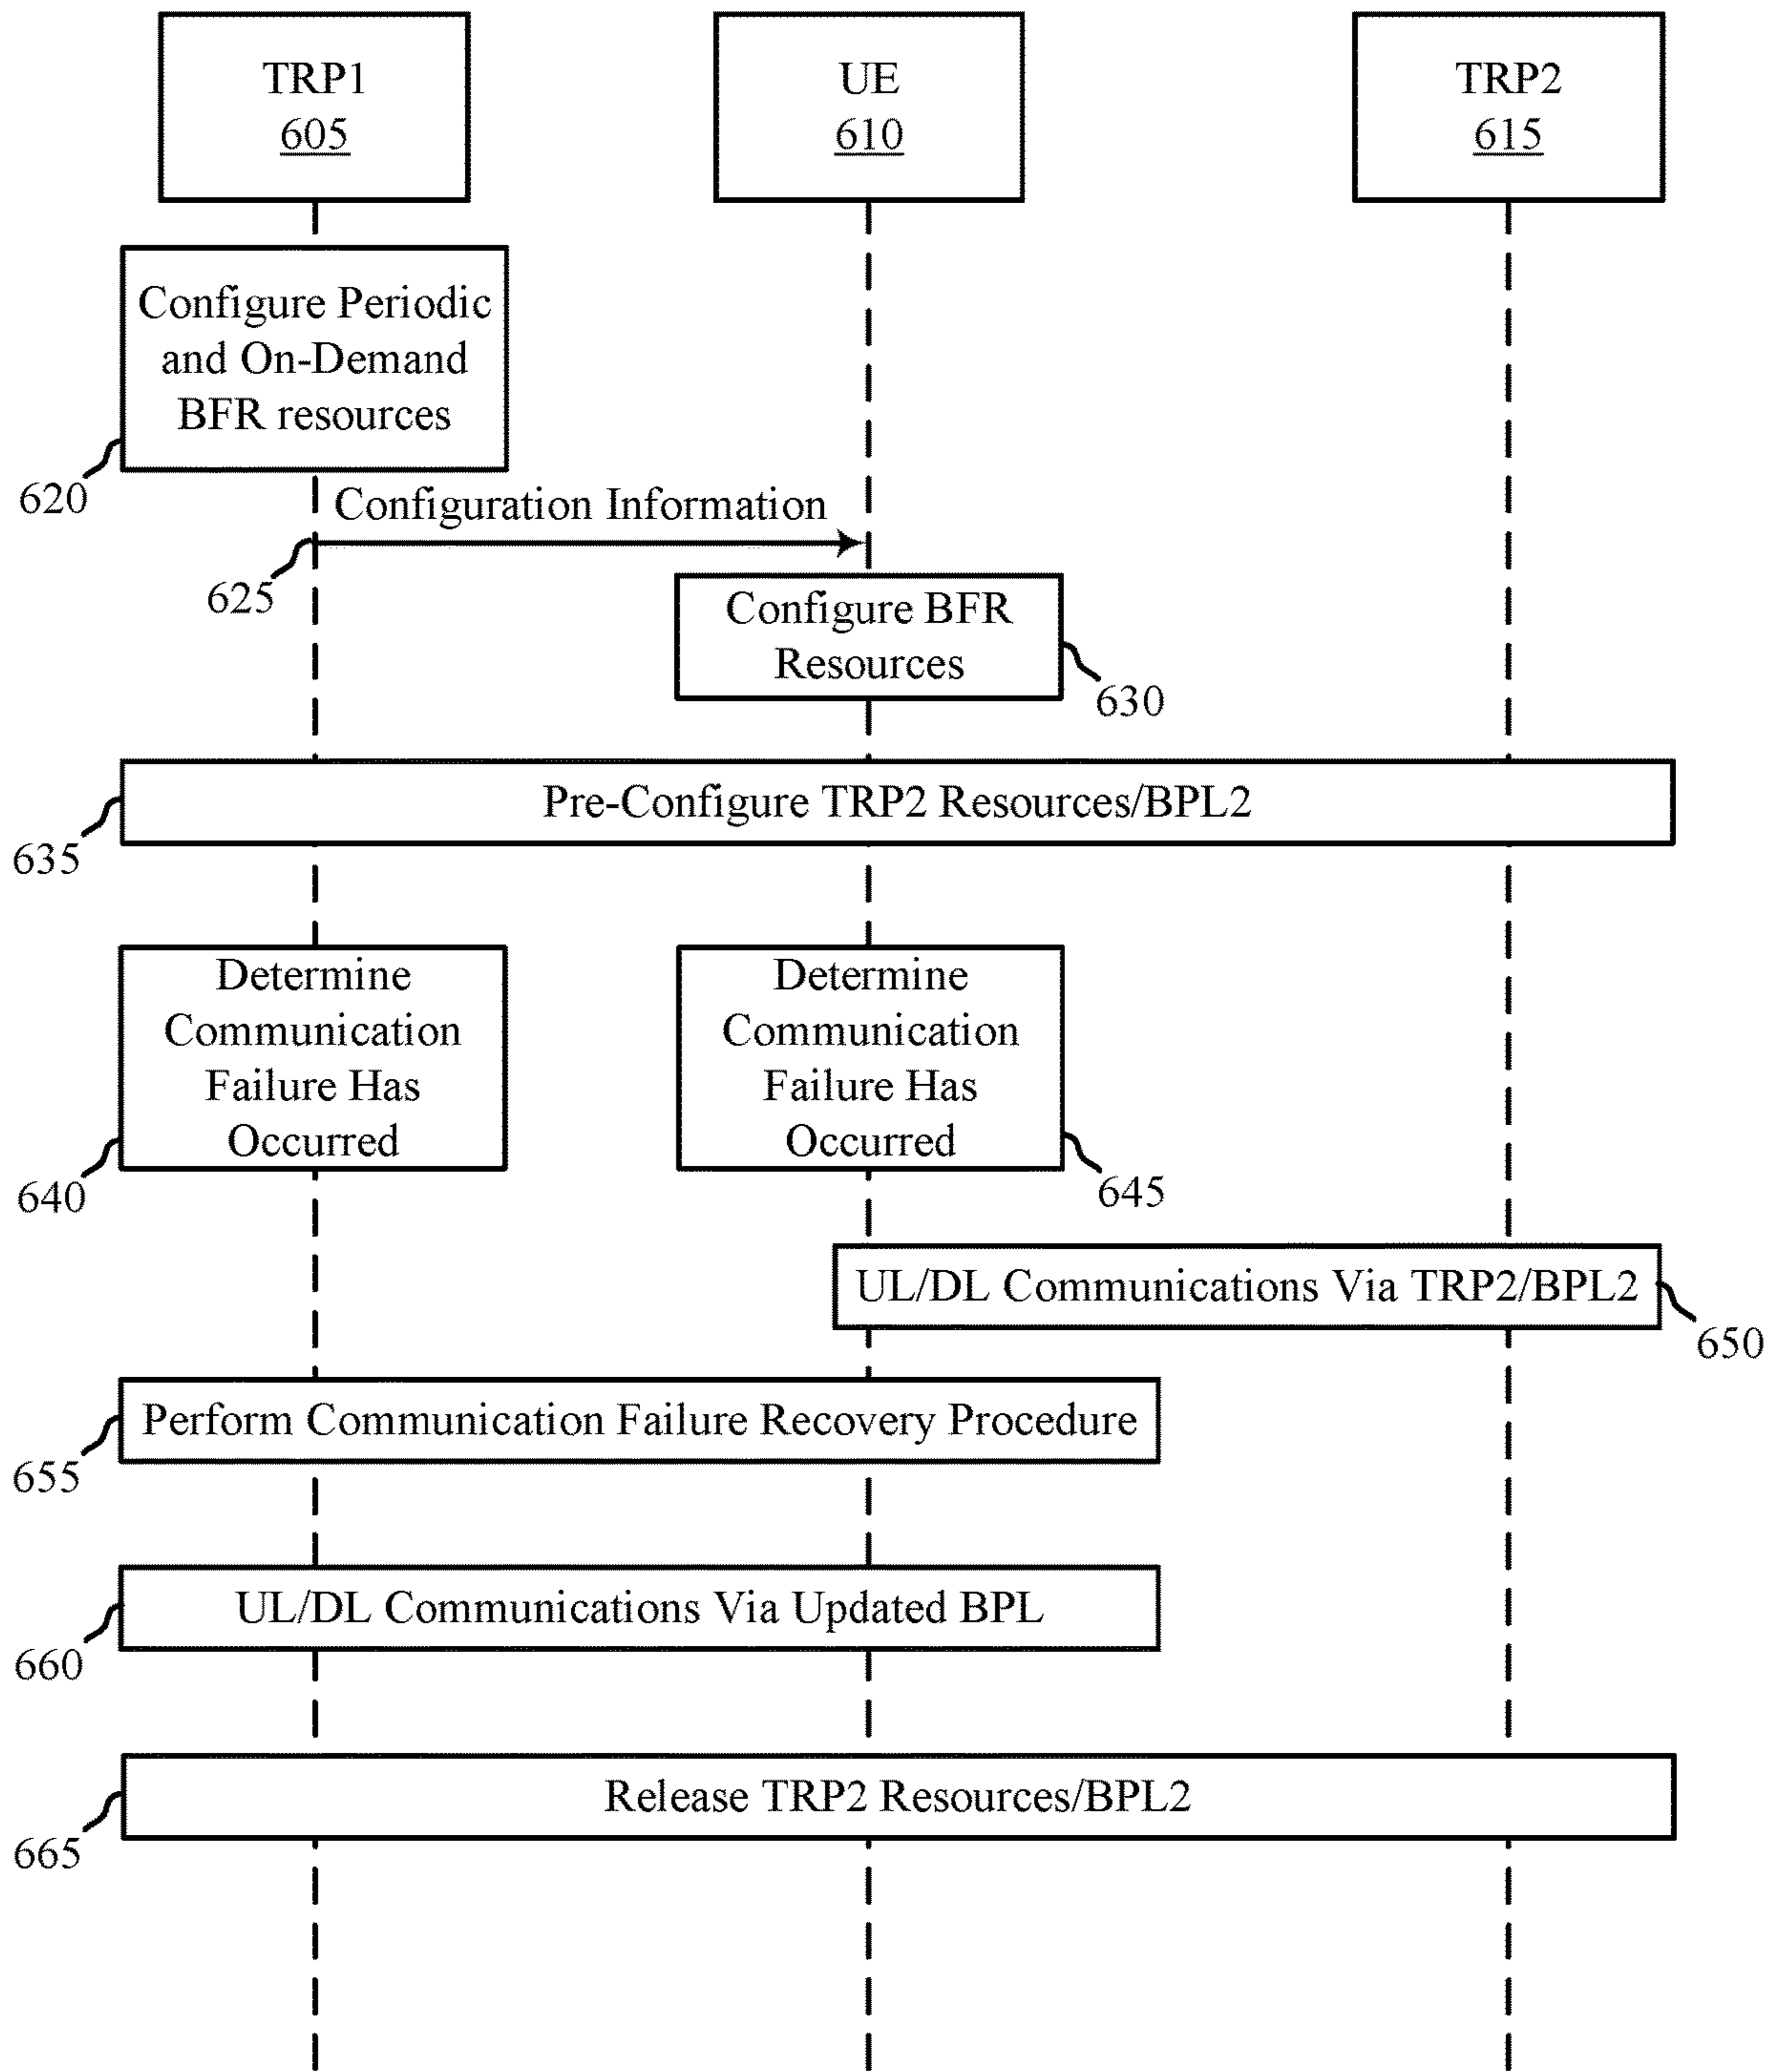 TRP1
605
UE
610
TRP2
615
Configure Periodic
and On-Demand
BFR resources
620
Configuration Information
625
Configure BFR
Resources
630
Pre-Configure TRP2 Resources/BPL2
635
Determine
Communication
Failure Has
Occurred
640
Determine
Communication
Failure Has
Occurred
645
UL/DL Communications Via TRP2/BPL2
650
Perform Communication Failure Recovery Procedure
655
UL/DL Communications Via Updated BPL
660
Release TRP2 Resources/BPL2
665